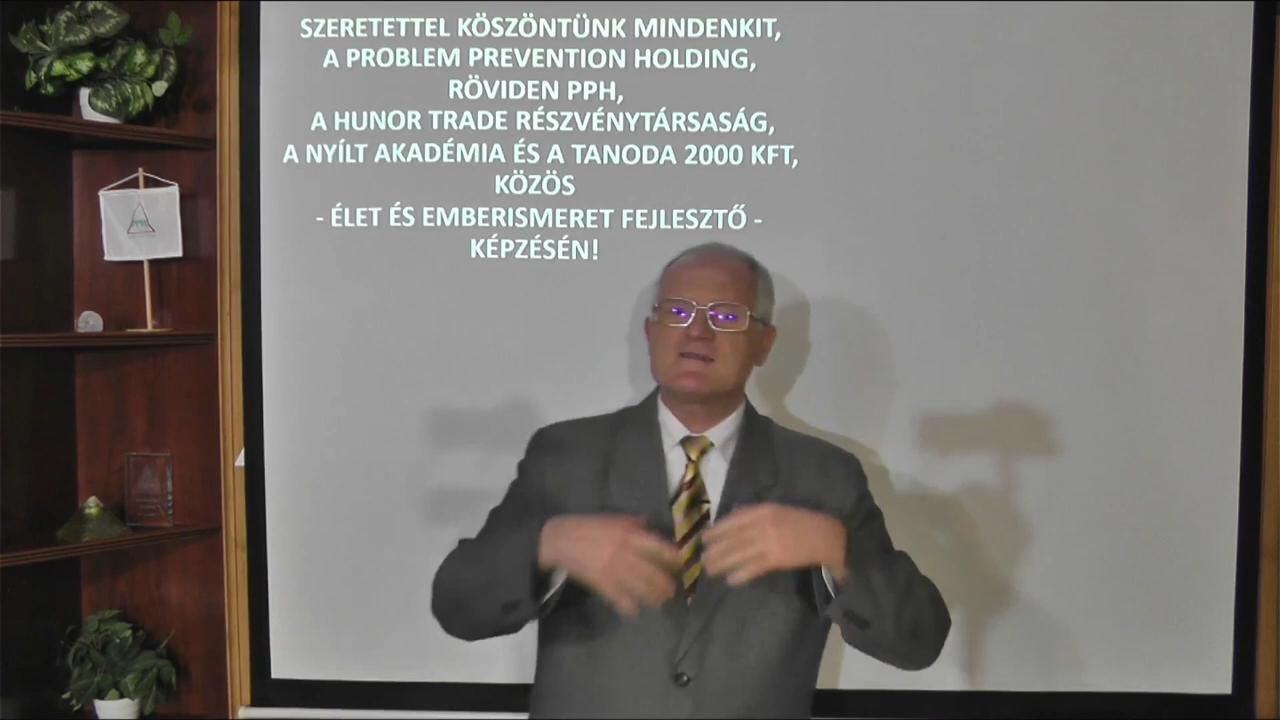 SZERETETTEL KÖSZÖNTÜNK MINDENKIT,
A PROBLEM PREVENTION HOLDING,
RÖVIDEN PPH,
A HUNOR TRADE RÉSZVÉNYTÁRSASÁG,
A NYÍLT AKADÉMIA ÉS A TANODA 2000 KFT,
KÖZÖS
- ÉLET ÉS EMBERISMERET FEJLESZTŐ -
KÉPZÉSÉN!